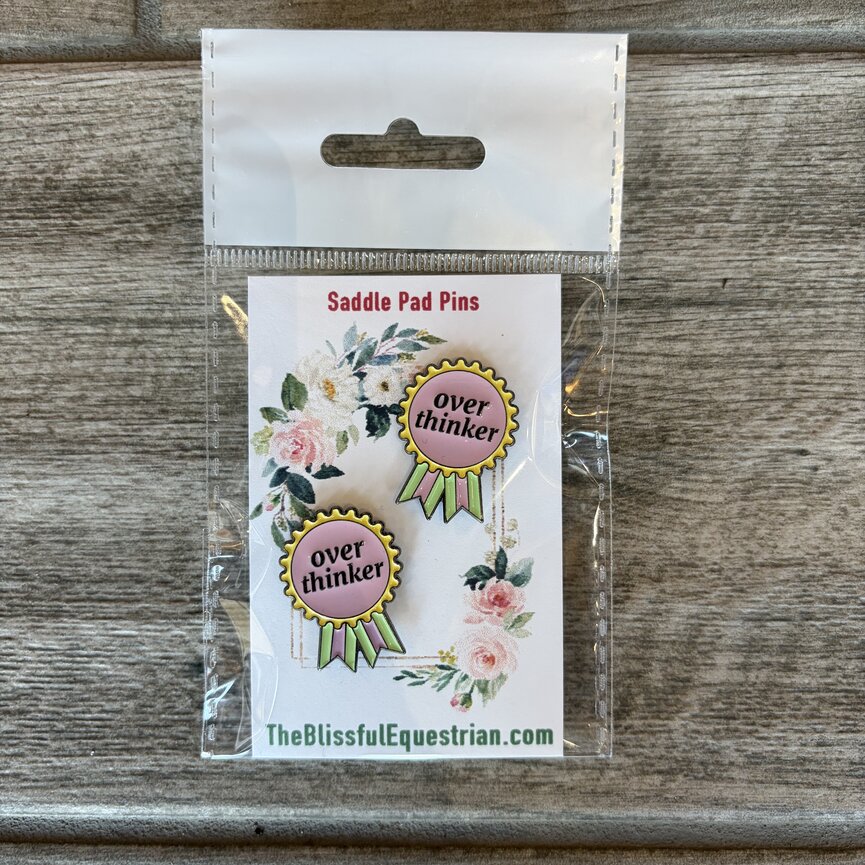 Saddle Pad Pins
over
thinker
over
thinker
TheBlissfulEquestrian.com